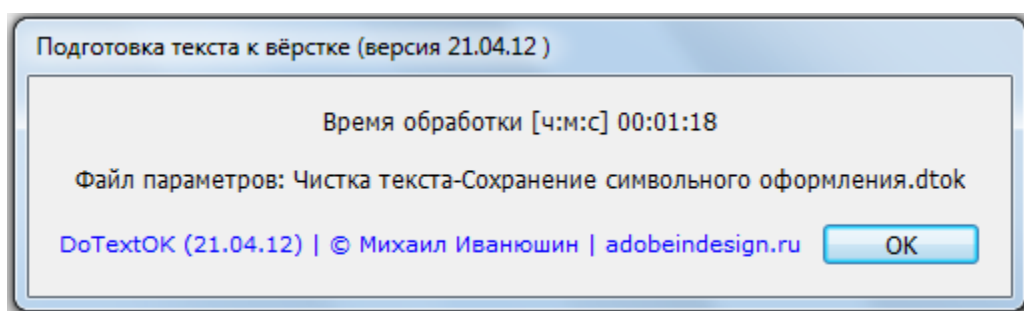 Подготовка текста к вёрстке (версия 21.04.12 )
Время обработки [ч:м:с] 00:01:18
Файл параметров: Чистка текста-Сохранение символьного оформления.dtok
DoTextOK (21.04.12) | © Михаил Иванюшин | adobeindesign.ru
OK